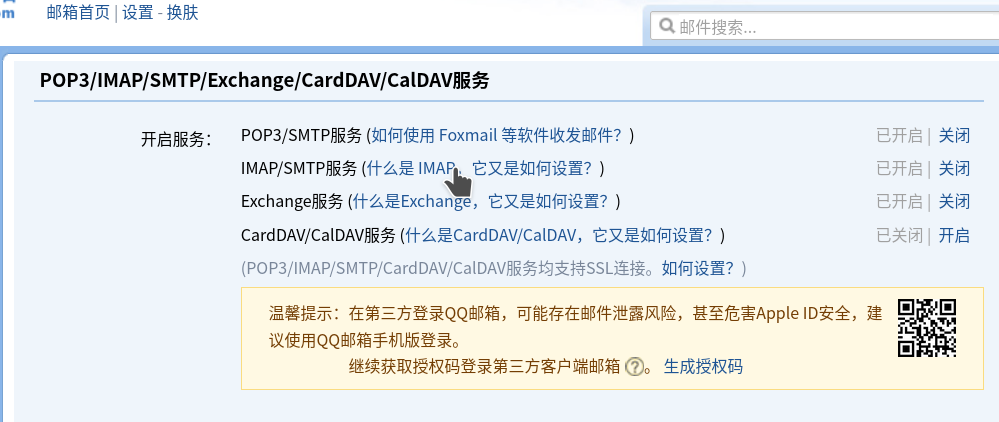 om 邮箱首页 | 设置 - 换肤
邮件搜索...
POP3/IMAP/SMTP/Exchange/CardDAV/CalDAV服务
开启服务： POP3/SMTP服务 (如何使用 Foxmail 等软件收发邮件？) 已开启 | 关闭
IMAP/SMTP服务 (什么是 IMAP，它又是如何设置？) 已开启 | 关闭
Exchange服务 (什么是Exchange，它又是如何设置？) 已开启 | 关闭
CardDAV/CalDAV服务 (什么是CardDAV/CalDAV，它又是如何设置？) 已关闭 | 开启
(POP3/IMAP/SMTP/CardDAV/CalDAV服务均支持SSL连接。如何设置？)
温馨提示：在第三方登录QQ邮箱，可能存在邮件泄露风险，甚至危害Apple ID安全，建
议使用QQ邮箱手机版登录。
继续获取授权码登录第三方客户端邮箱 ? 。 生成授权码